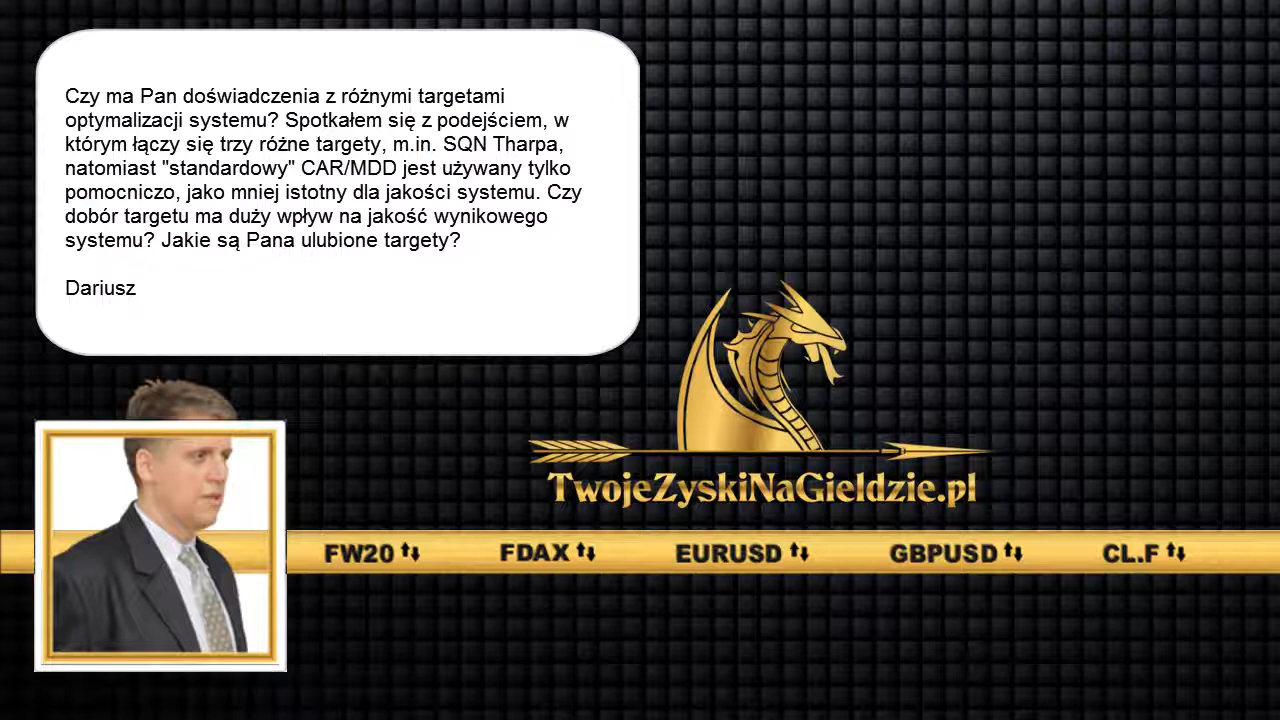 Czy ma Pan doświadczenia z różnymi targetami
optymalizacji systemu? Spotkałem się z podejściem, w
którym łączy się trzy różne targety, m.in. SQN Tharpa,
natomiast "standardowy" CAR/MDD jest używany tylko
pomocniczo, jako mniej istotny dla jakości systemu. Czy
dobór targetu ma duży wpływ na jakość wynikowego
systemu? Jakie są Pana ulubione targety?
Dariusz
TwojeZyskiNaGieldzie.pl
FW20 FDAX EURUSD GBPUSD CL.F